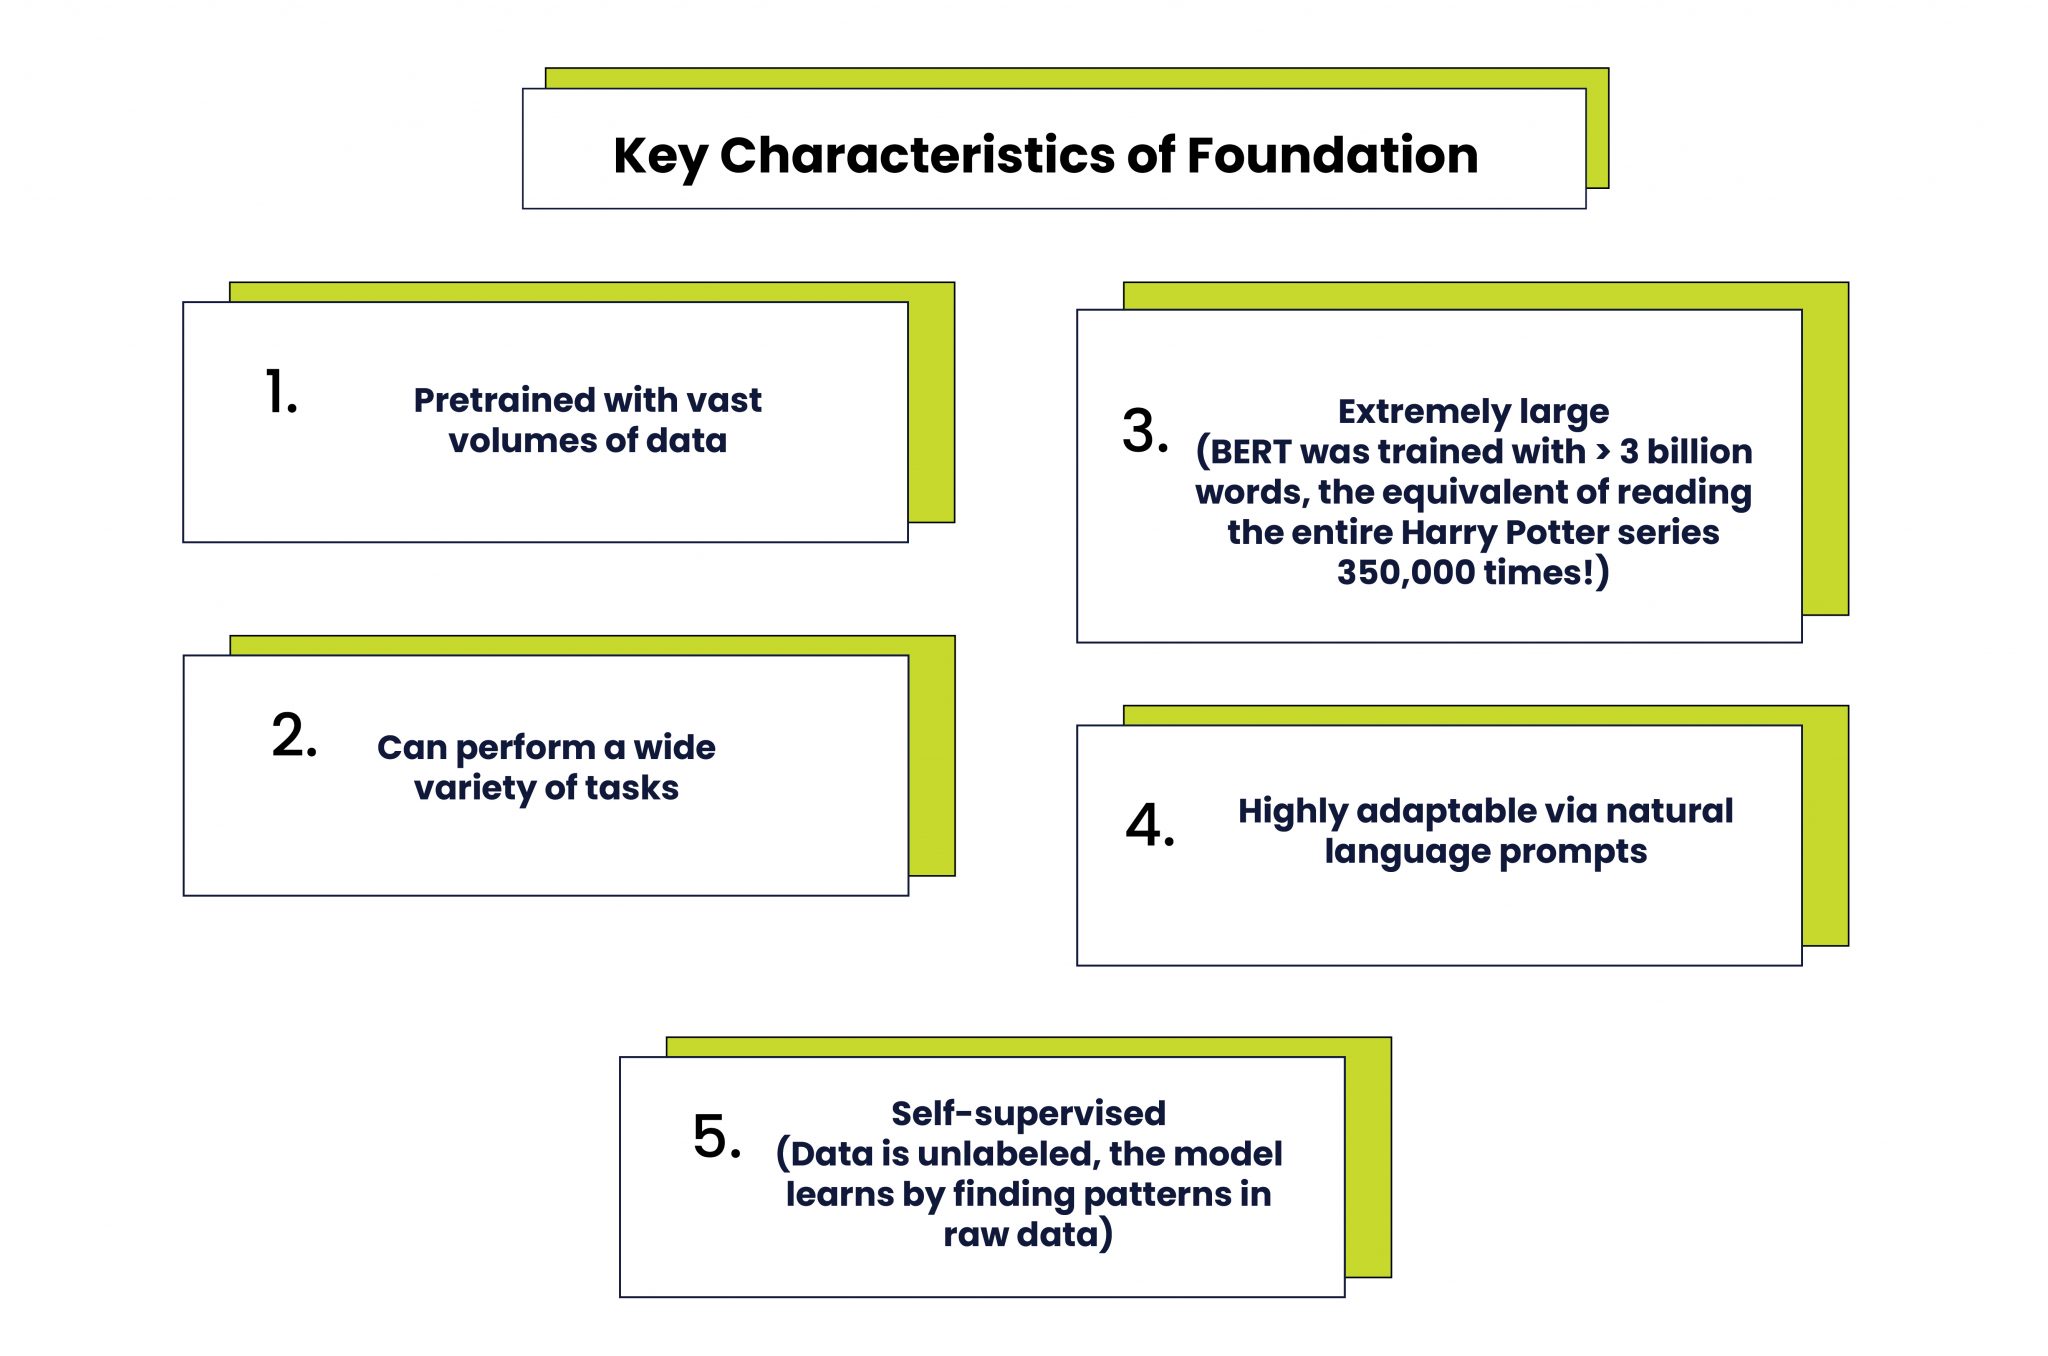 Key Characteristics of Foundation
1.
Pretrained with vast
volumes of data
2.
Can perform a wide
variety of tasks
3.
Extremely large
(BERT was trained with > 3 billion
words, the equivalent of reading
the entire Harry Potter series
350,000 times!)
4.
Highly adaptable via natural
language prompts
5.
Self-supervised
(Data is unlabeled, the model
learns by finding patterns in
raw data)